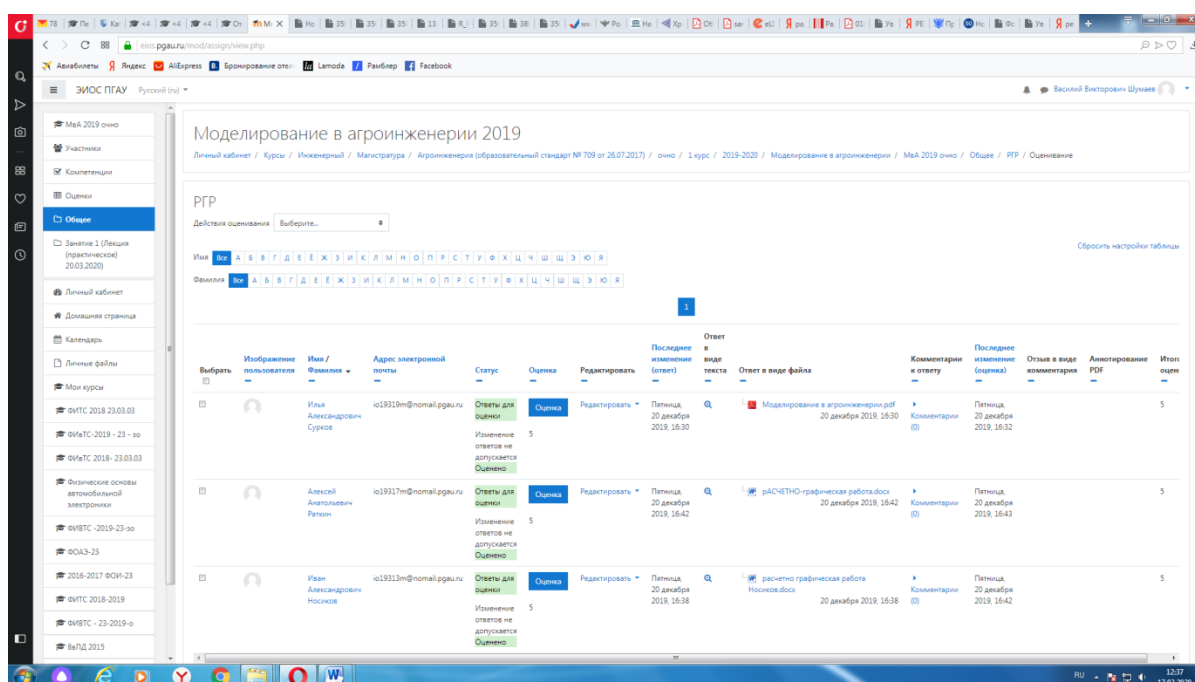 eios.pgau.ru/mod/assign/view.php
Авиабилеты Яндекс AliExpress Бронирование отел Lamoda Рамблер Facebook
ЭИОС ПГАУ Русский (ru)
Василий Викторович Шумаев
МвА 2019 очно
Участники
Компетенции
Оценки
Общее
Занятие 1 (Лекция
(практическое)
20.03.2020)
Личный кабинет
Домашняя страница
Календарь
Личные файлы
Мои курсы
ФИТС 2018 23.03.03
ФИвТС-2019 - 23 - зо
ФИвТС 2018- 23.03.03
Физические основы
автомобильной
электроники
ФИВТС -2019-23-зо
ФОАЭ-23
2016-2017 ФОИ-23
ФИТС 2018-2019
ФИВТС - 23-2019-о
ВвПД 2015
Моделирование в агроинженерии 2019
Личный кабинет / Курсы / Инженерный / Магистратура / Агроинженерия (образовательный стандарт № 709 от 26.07.2017) / очно / 1 курс / 2019-2020 / Моделирование в агроинженерии / МвА 2019 очно / Общее / РГР / Оценивание
РГР
Действия оценивания Выберите...
Сбросить настройки таблицы
Имя Все А Б В Г Д Е Ё Ж З И К Л М Н О П Р С Т У Ф Х Ц Ч Ш Щ Э Ю Я
Фамилия Все А Б В Г Д Е Ё Ж З И К Л М Н О П Р С Т У Ф Х Ц Ч Ш Щ Э Ю Я
1
Выбрать
Изображение
пользователя
Имя /
Фамилия
Адрес электронной
почты
Статус
Оценка
Редактировать
Последнее
изменение
(ответ)
Ответ
в
виде
текста
Ответ в виде файла
Комментарии
к ответу
Последнее
изменение
(оценка)
Отзыв в виде
комментария
Аннотирование
PDF
Итого
оцен
Илья
Александрович
Сурков
io19319m@nomail.pgau.ru
Ответы для
оценки
Изменение
ответов не
допускается
Оценено
Оценка
5
Редактировать
Пятница,
20 декабря
2019, 16:30
Моделирование в агроинженерии.pdf
20 декабря 2019, 16:30
Комментарии
(0)
Пятница,
20 декабря
2019, 16:32
5
Алексей
Анатольевич
Раткин
io19317m@nomail.pgau.ru
Ответы для
оценки
Изменение
ответов не
допускается
Оценено
Оценка
5
Редактировать
Пятница,
20 декабря
2019, 16:42
рАСЧЕТНО-графическая работа.docx
20 декабря 2019, 16:42
Комментарии
(0)
Пятница,
20 декабря
2019, 16:43
5
Иван
Александрович
Носиков
io19313m@nomail.pgau.ru
Ответы для
оценки
Изменение
ответов не
допускается
Оценено
Оценка
5
Редактировать
Пятница,
20 декабря
2019, 16:38
расчетно графическая работа
Носиков.docx
20 декабря 2019, 16:38
Комментарии
(0)
Пятница,
20 декабря
2019, 16:42
5
RU
12:37